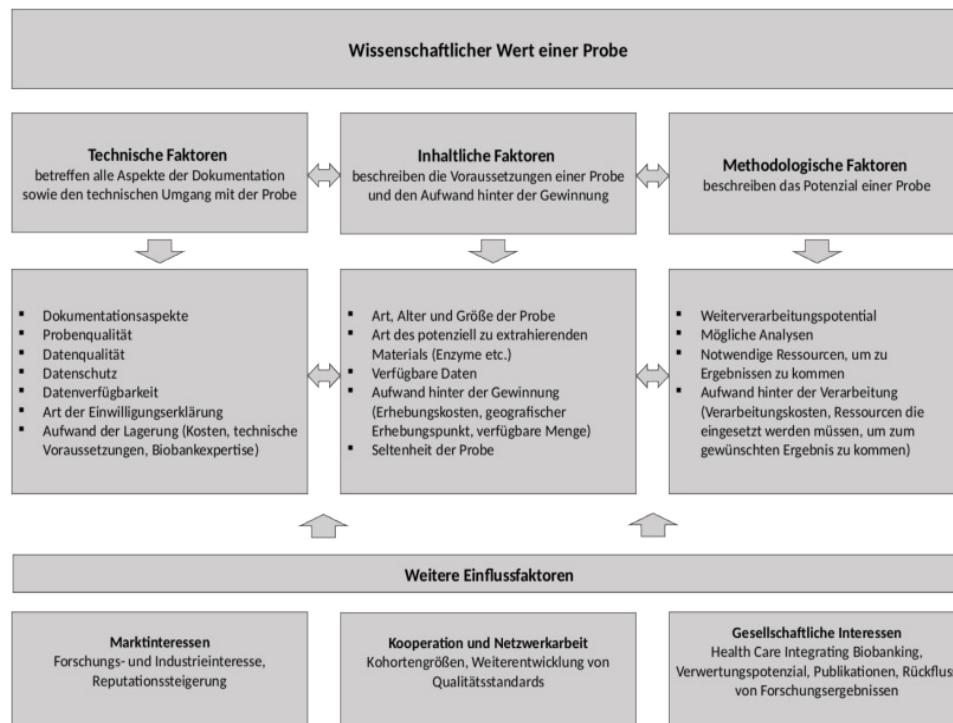 Wissenschaftlicher Wert einer Probe
Technische Faktoren
betreffen alle Aspekte der Dokumentation
sowie den technischen Umgang mit der Probe
Inhaltliche Faktoren
beschreiben die Voraussetzungen einer Probe
und den Aufwand hinter der Gewinnung
Methodologische Faktoren
beschreiben das Potenzial einer Probe
▪ Dokumentationsaspekte
▪ Probenqualität
▪ Datenqualität
▪ Datenschutz
▪ Datenverfügbarkeit
▪ Art der Einwilligungserklärung
▪ Aufwand der Lagerung (Kosten, technische
Voraussetzungen, Biobankexpertise)
▪ Art, Alter und Größe der Probe
▪ Art des potenziell zu extrahierenden
Materials (Enzyme etc.)
▪ Verfügbare Daten
▪ Aufwand hinter der Gewinnung
(Erhebungskosten, geografischer
Erhebungspunkt, verfügbare Menge)
▪ Seltenheit der Probe
▪ Weiterverarbeitungspotential
▪ Mögliche Analysen
▪ Notwendige Ressourcen, um zu
Ergebnissen zu kommen
▪ Aufwand hinter der Verarbeitung
(Verarbeitungskosten, Ressourcen die
eingesetzt werden müssen, um zum
gewünschten Ergebnis zu kommen)
Weitere Einflussfaktoren
Marktinteressen
Forschungs- und Industrieinteresse,
Reputationssteigerung
Kooperation und Netzwerkarbeit
Kohortengrößen, Weiterentwicklung von
Qualitätsstandards
Gesellschaftliche Interessen
Health Care Integrating Biobanking,
Verwertungspotenzial, Publikationen, Rückfluss
von Forschungsergebnissen